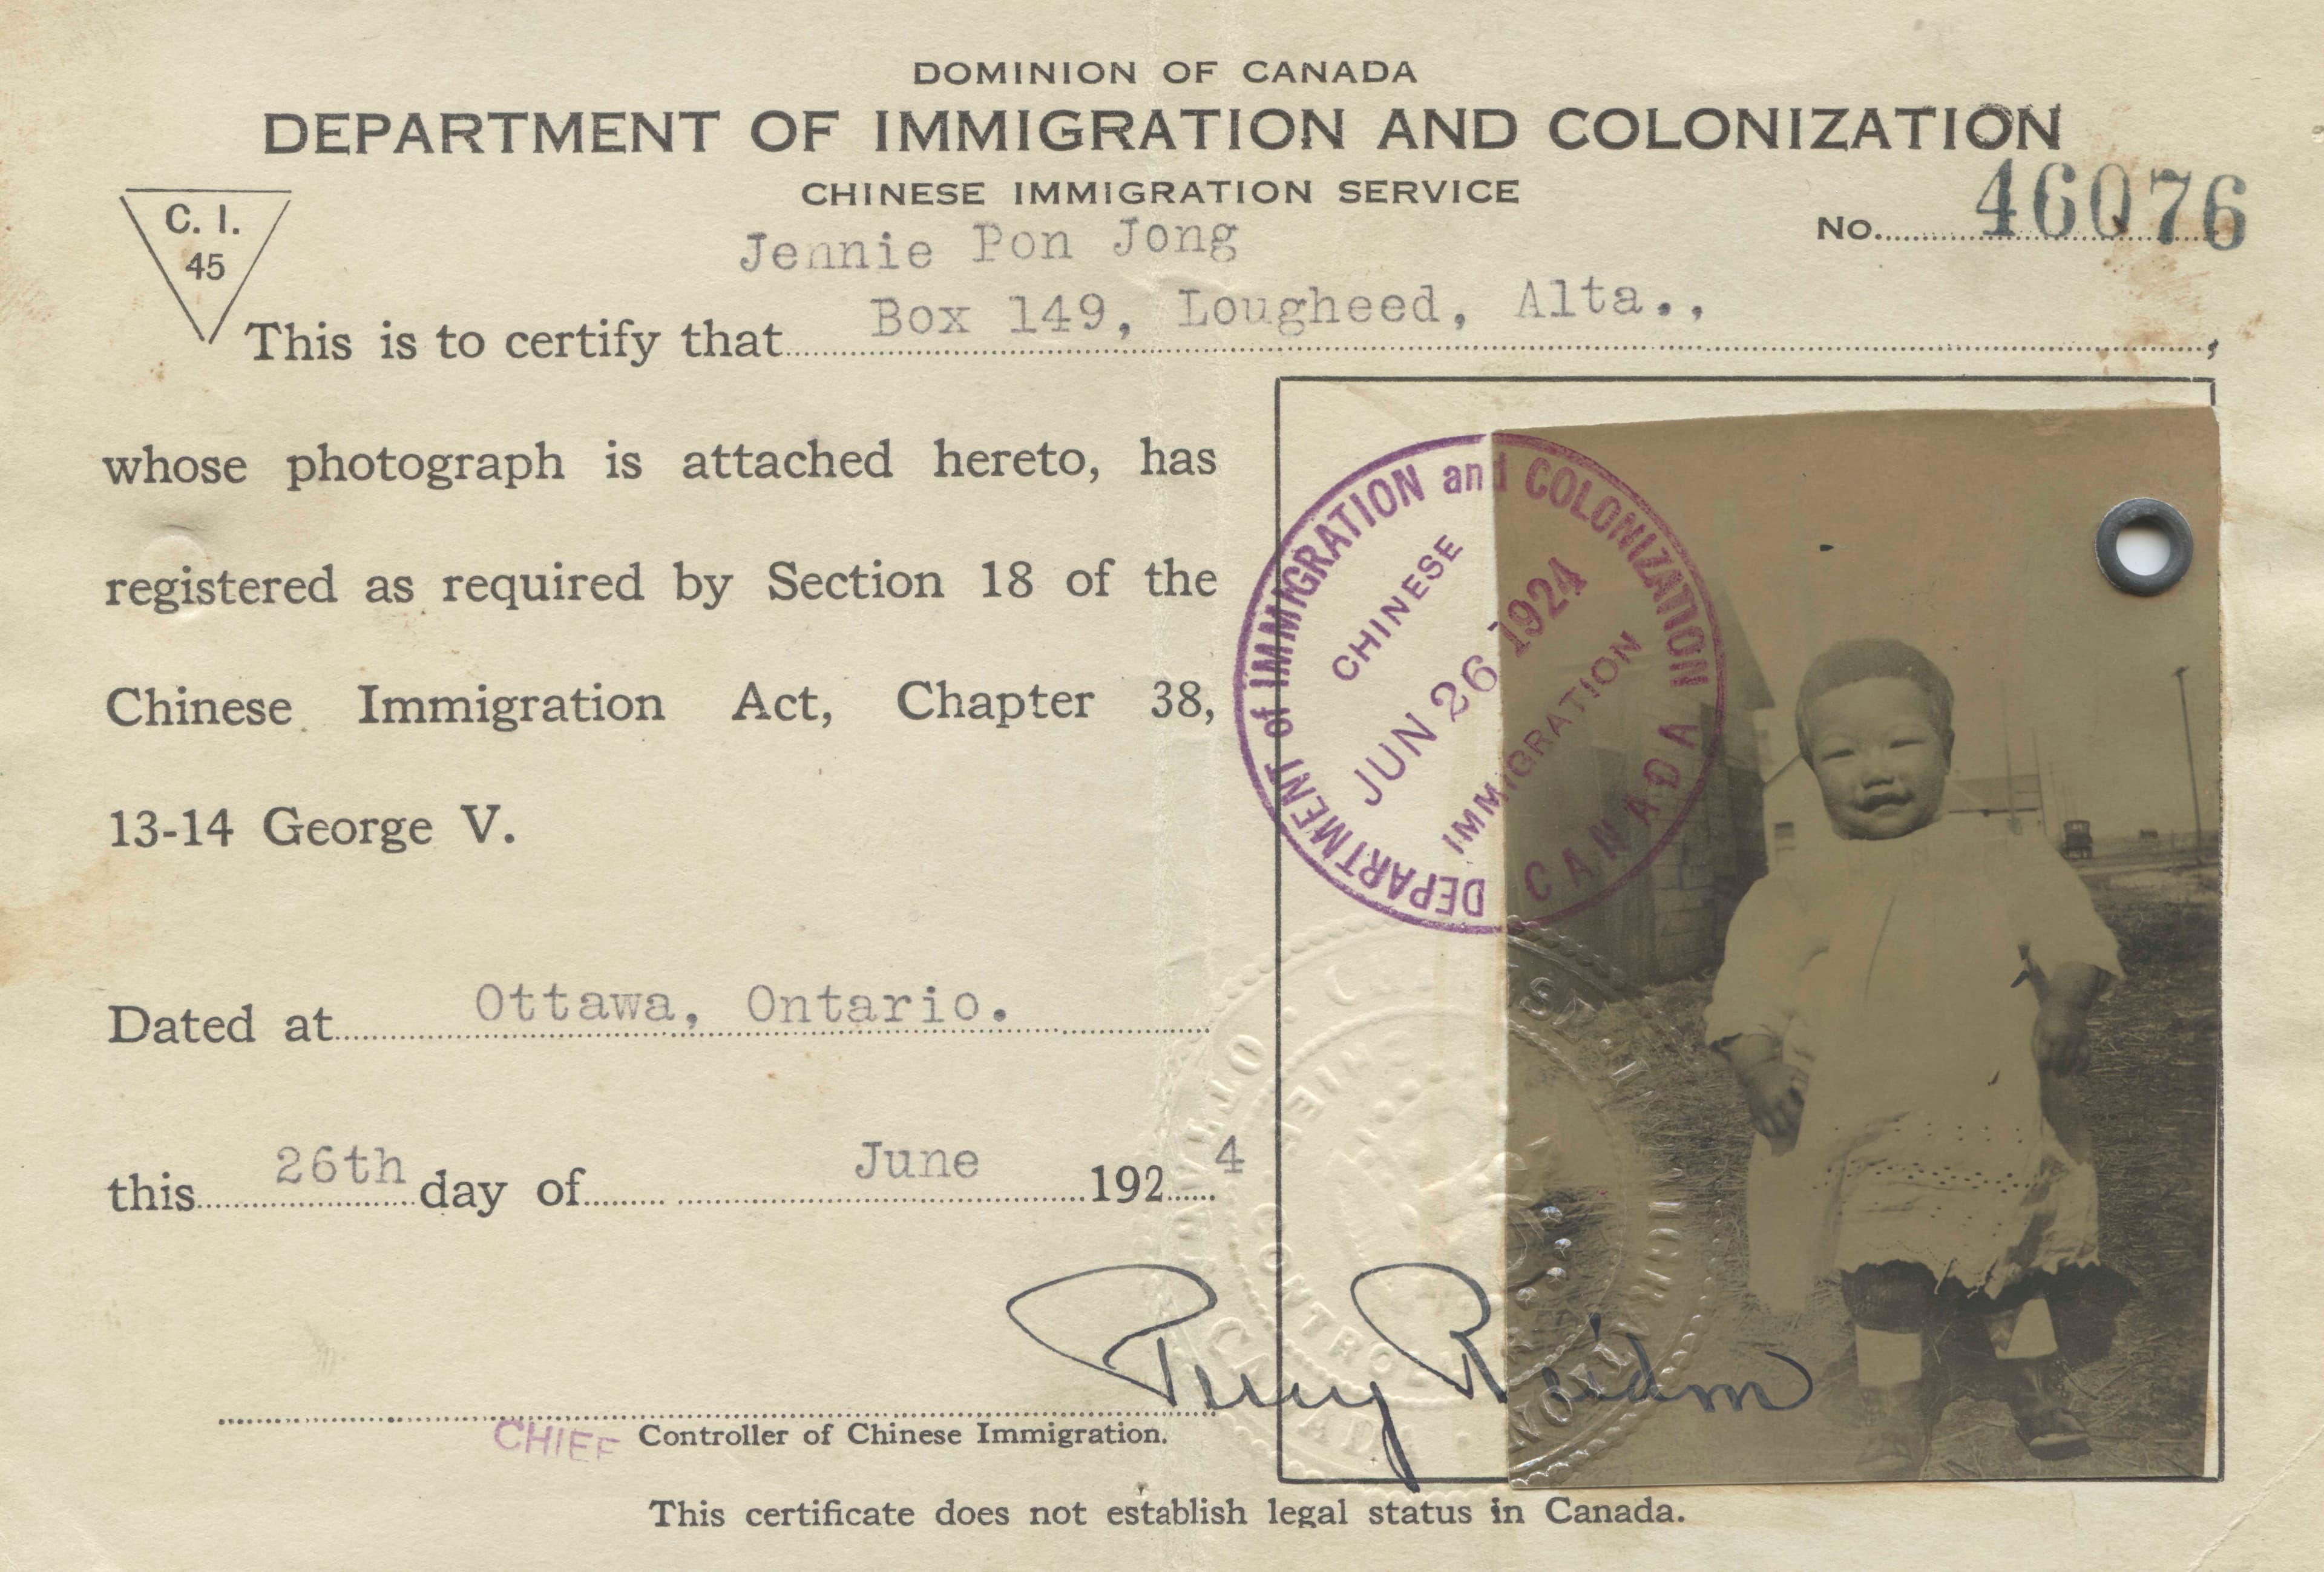 DOMINION OF CANADA
DEPARTMENT OF IMMIGRATION AND COLONIZATION
CHINESE IMMIGRATION SERVICE
C. I.
45
No. 46076
Jennie Pon Jong
Box 149, Lougheed, Alta.,
This is to certify that ,
whose photograph is attached hereto, has
registered as required by Section 18 of the
Chinese Immigration Act, Chapter 38,
13-14 George V.
DEPARTMENT of IMMIGRATION and COLONIZATION
CHINESE
JUN 26 1924
IMMIGRATION
CANADA
Dated at Ottawa, Ontario.
this 26th day of June 1924
CHIEF Controller of Chinese Immigration.
This certificate does not establish legal status in Canada.